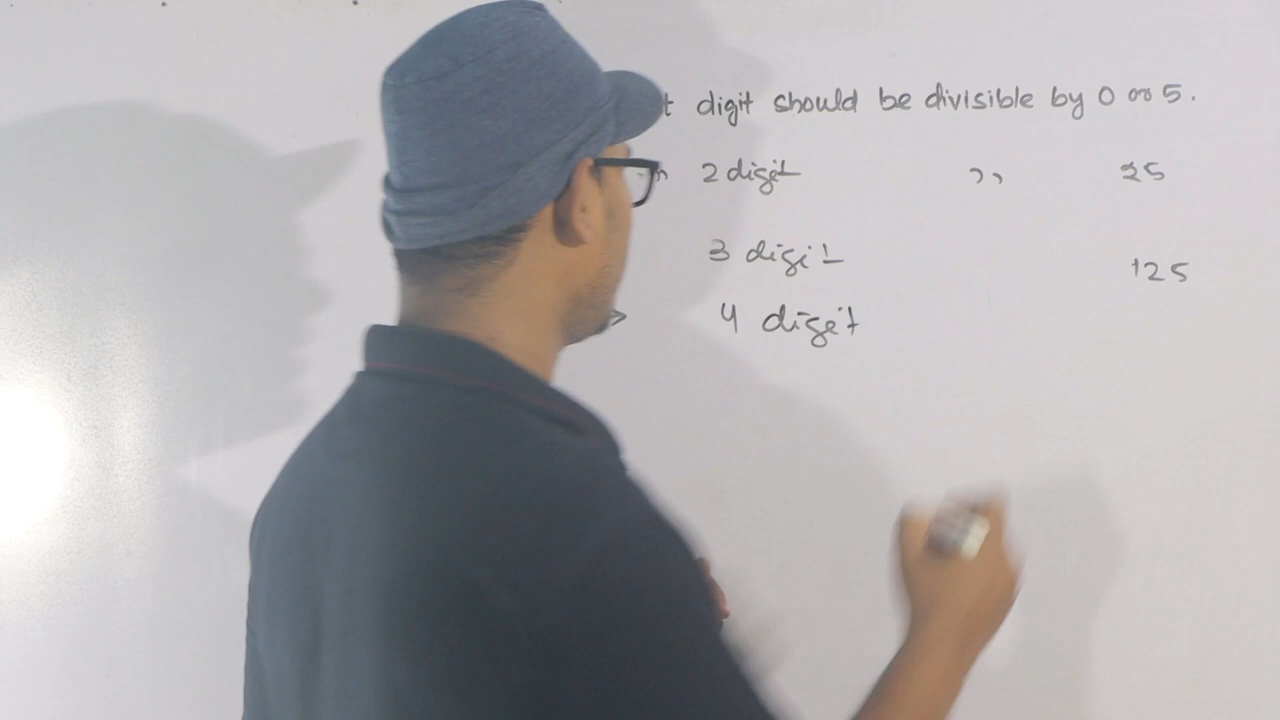 digit should be divisible by 0 or 5.
2 digit ,, 25
3 digit 125
4 digit